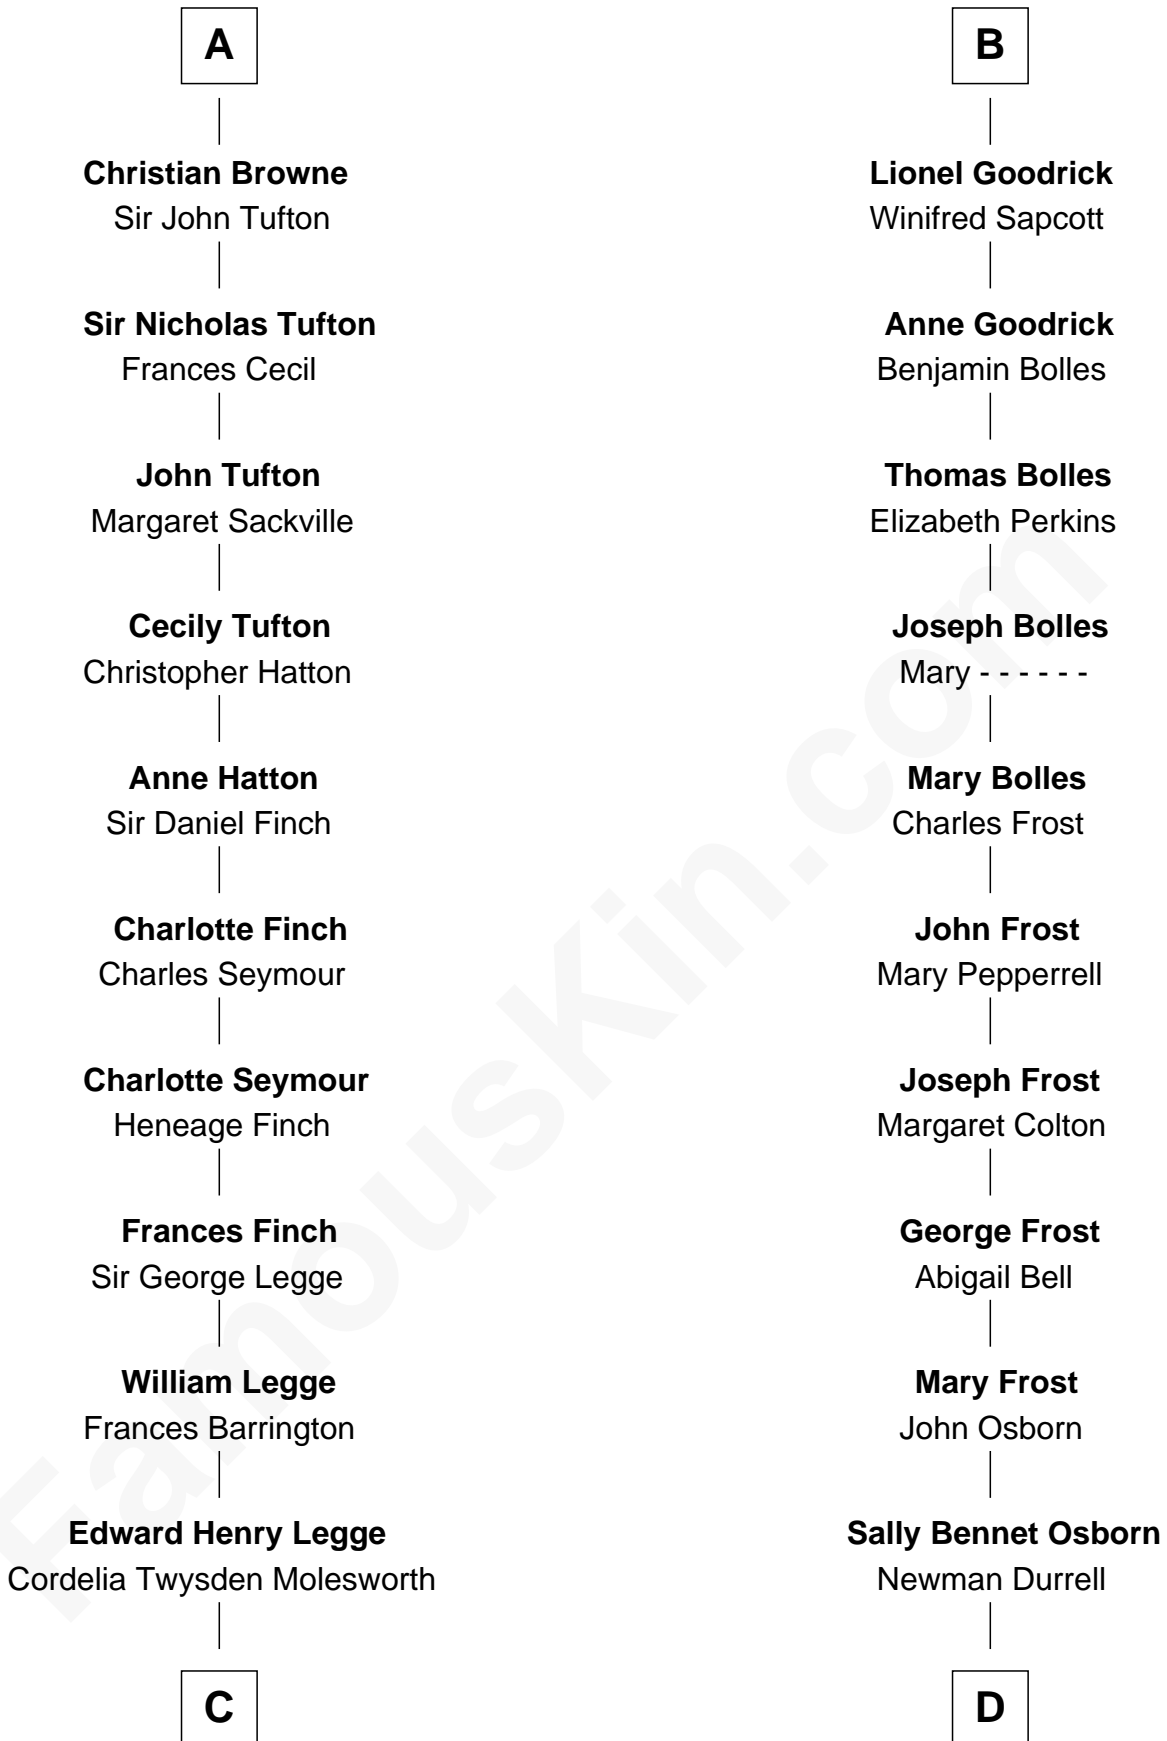 A
Christian Browne
Sir John Tufton
Sir Nicholas Tufton
Frances Cecil
John Tufton
Margaret Sackville
Cecily Tufton
Christopher Hatton
Anne Hatton
Sir Daniel Finch
Charlotte Finch
Charles Seymour
Charlotte Seymour
Heneage Finch
Frances Finch
Sir George Legge
William Legge
Frances Barrington
Edward Henry Legge
Cordelia Twysden Molesworth
C
B
Lionel Goodrick
Winifred Sapcott
Anne Goodrick
Benjamin Bolles
Thomas Bolles
Elizabeth Perkins
Joseph Bolles
Mary - - - - - -
Mary Bolles
Charles Frost
John Frost
Mary Pepperrell
Joseph Frost
Margaret Colton
George Frost
Abigail Bell
Mary Frost
John Osborn
Sally Bennet Osborn
Newman Durrell
D
FamousKin.com